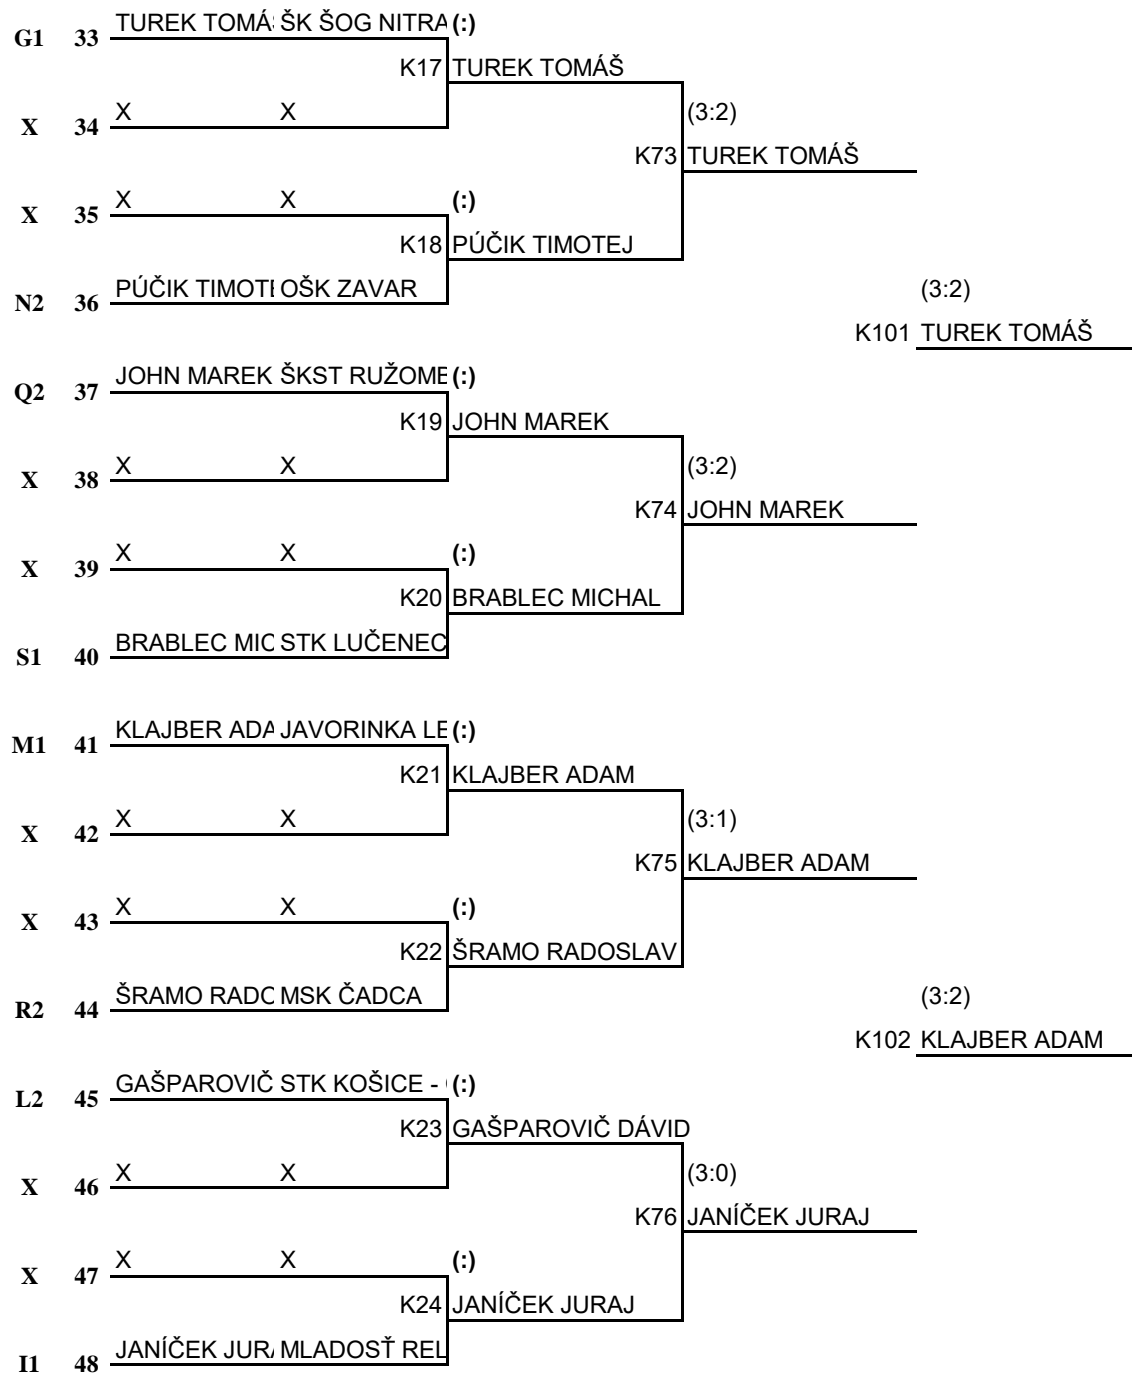 G1 33 TUREK TOMÁ ŠK ŠOG NITRA (:)
K17 TUREK TOMÁŠ
X 34 X X (3:2)
K73 TUREK TOMÁŠ
X 35 X X (:)
K18 PÚČIK TIMOTEJ
N2 36 PÚČIK TIMOTE OŠK ZAVAR (3:2)
K101 TUREK TOMÁŠ
Q2 37 JOHN MAREK ŠKST RUŽOMB (:)
K19 JOHN MAREK
X 38 X X (3:2)
K74 JOHN MAREK
X 39 X X (:)
K20 BRABLEC MICHAL
S1 40 BRABLEC MIC STK LUČENEC
M1 41 KLAJBER ADA JAVORINKA LE (:)
K21 KLAJBER ADAM
X 42 X X (3:1)
K75 KLAJBER ADAM
X 43 X X (:)
K22 ŠRAMO RADOSLAV
R2 44 ŠRAMO RADO MSK ČADCA (3:2)
K102 KLAJBER ADAM
L2 45 GAŠPAROVIČ STK KOŠICE - (:)
K23 GAŠPAROVIČ DÁVID
X 46 X X (3:0)
K76 JANÍČEK JURAJ
X 47 X X (:)
K24 JANÍČEK JURAJ
I1 48 JANÍČEK JURA MLADOSŤ REL